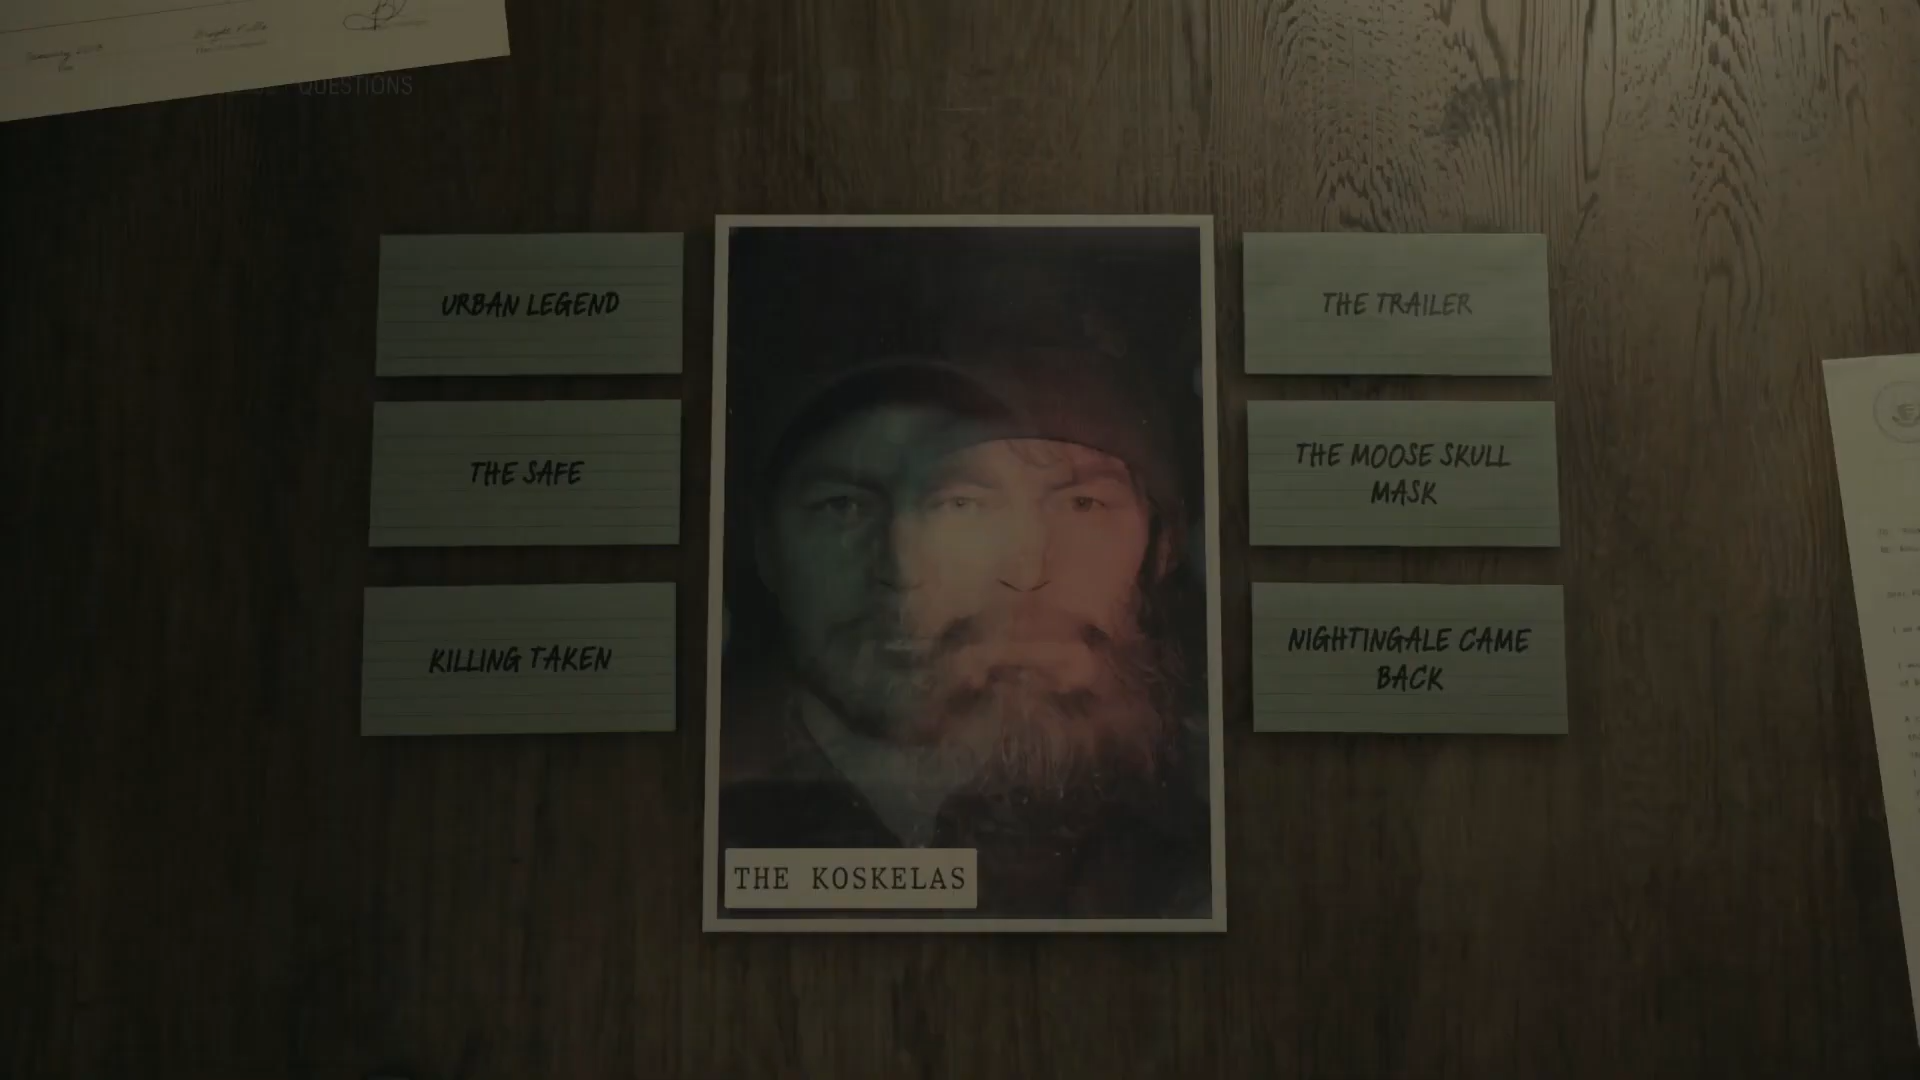 QUESTIONS
URBAN LEGEND
THE SAFE
KILLING TAKEN
THE KOSKELAS
THE TRAILER
THE MOOSE SKULL
MASK
NIGHTINGALE CAME
BACK